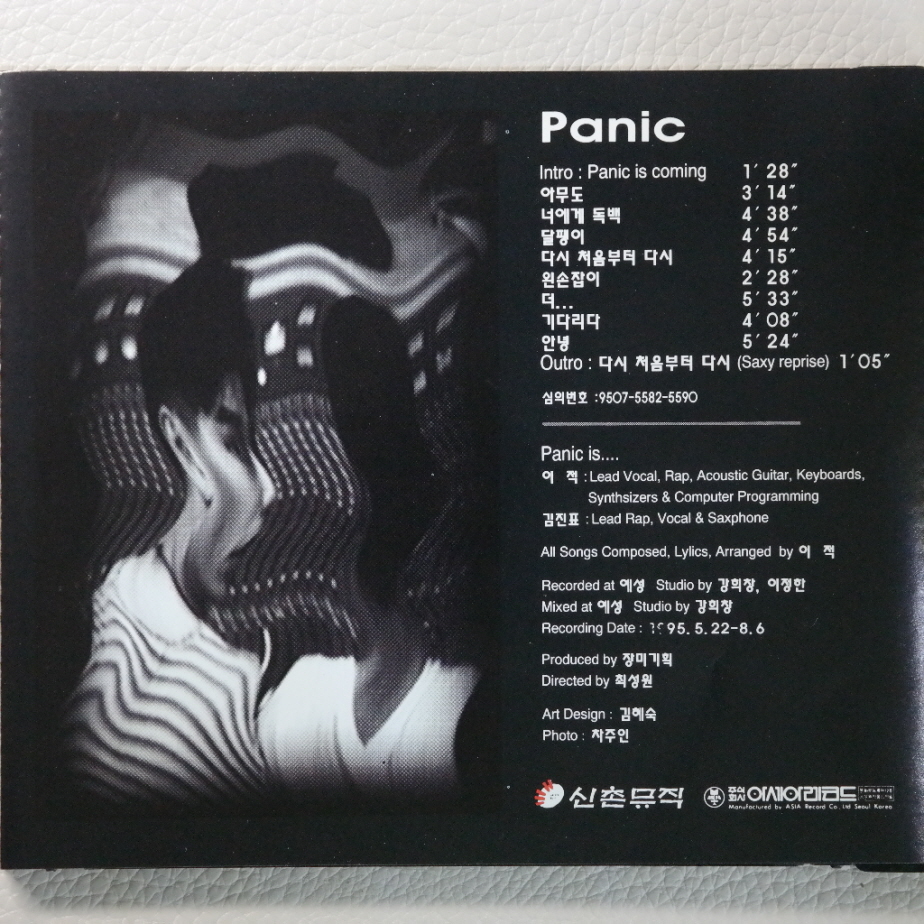 Panic
Intro : Panic is coming 1′ 28″
아무도 3′ 14″
너에게 독백 4′ 38″
달팽이 4′ 54″
다시 처음부터 다시 4′ 15″
왼손잡이 2′ 28″
더... 5′ 33″
기다리다 4′ 08″
안녕 5′ 24″
Outro : 다시 처음부터 다시 (Saxy reprise) 1′05″
심의번호 :9507-5582-5590
Panic is....
이 적 :Lead Vocal, Rap, Acoustic Guitar, Keyboards,
Synthsizers & Computer Programming
김진표 :Lead Rap, Vocal & Saxphone
All Songs Composed, Lylics, Arranged by 이 적
Recorded at 예성 Studio by 강희창, 이정한
Mixed at 예성 Studio by 강희창
Recording Date : 1995. 5. 22-8. 6
Produced by 장미기획
Directed by 최성원
Art Design : 김혜숙
Photo : 차주인
신촌뮤직
주식회사 아세아레코드
Manufactured by ASIA Record Co. Ltd Seoul Korea